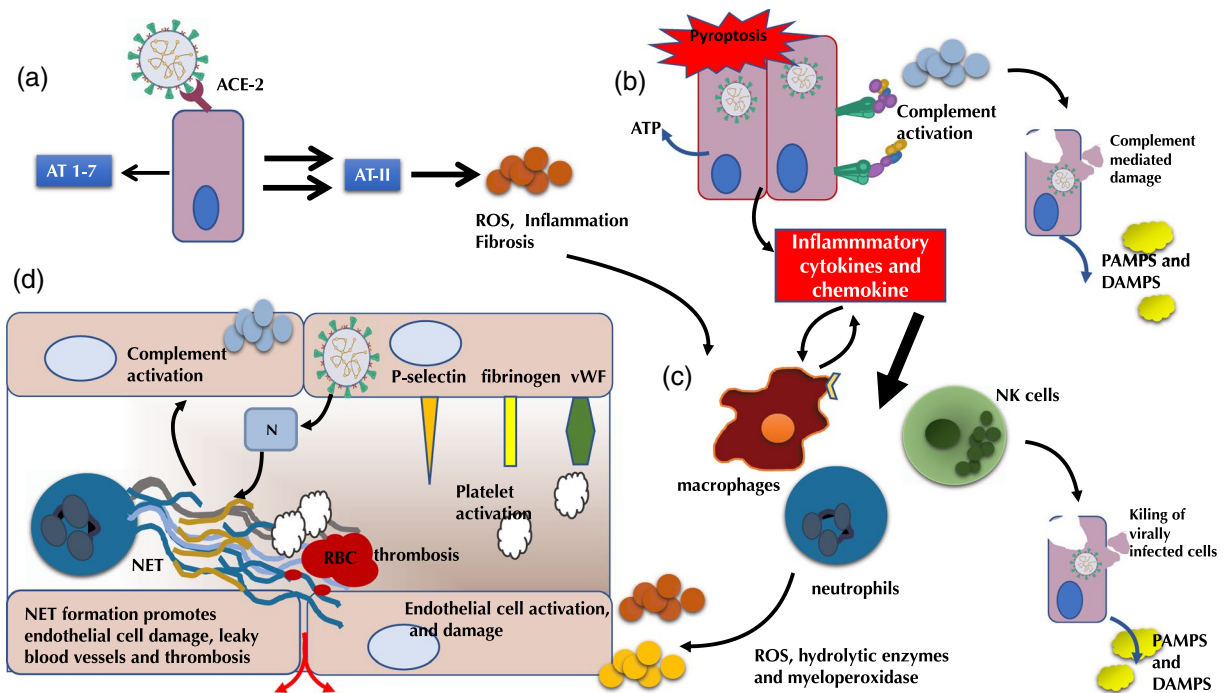 (a)
ACE-2
AT 1-7
AT-II
ROS, Inflammation
Fibrosis
(b)
Pyroptosis
ATP
Complement
activation
Complement
mediated
damage
PAMPS and
DAMPS
Inflammmatory
cytokines and
chemokine
(c)
macrophages
NK cells
neutrophils
Kiling of
virally
infected cells
PAMPS
and
DAMPS
ROS, hydrolytic enzymes
and myeloperoxidase
(d)
Complement
activation
P-selectin
fibrinogen
vWF
N
Platelet
activation
NET
RBC
thrombosis
NET formation promotes
endothelial cell damage, leaky
blood vessels and thrombosis
Endothelial cell activation,
and damage